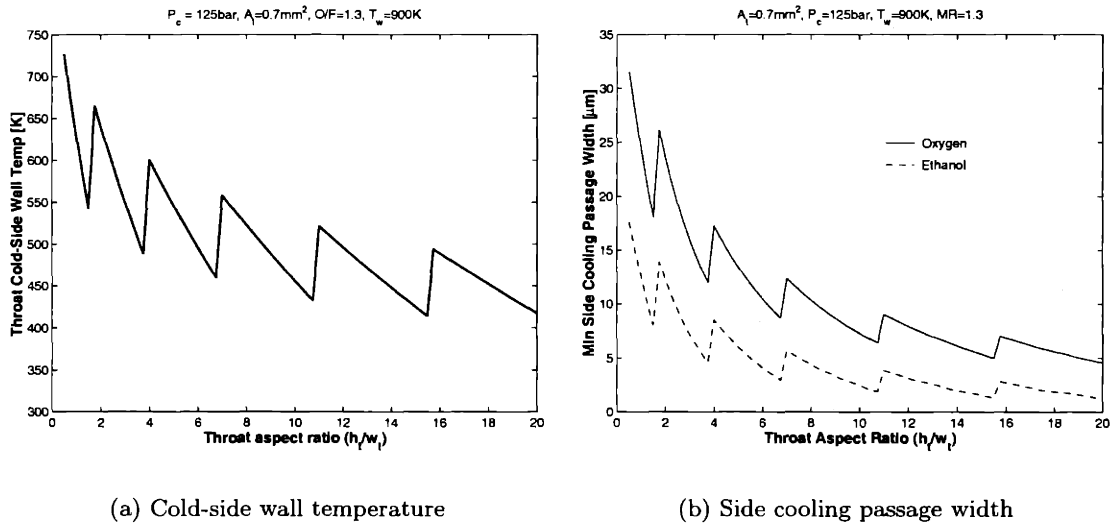 P_c = 125bar, A_t=0.7mm², O/F=1.3, T_w=900K
Throat Cold-Side Wall Temp [K]
750
700
650
600
550
500
450
400
350
300
0 2 4 6 8 10 12 14 16 18 20
Throat aspect ratio (h_t/w_t)
(a) Cold-side wall temperature
A_t=0.7mm², P_c=125bar, T_w=900K, MR=1.3
Min Side Cooling Passage Width [μm]
35
30
25
20
15
10
5
0
Oxygen
Ethanol
0 2 4 6 8 10 12 14 16 18 20
Throat Aspect Ratio (h_t/w_t)
(b) Side cooling passage width